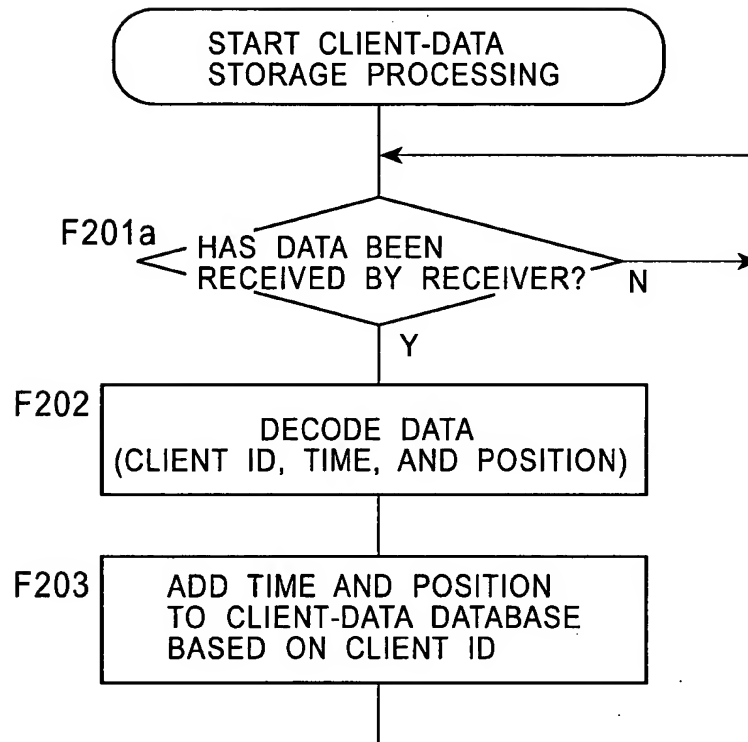 START CLIENT-DATA
STORAGE PROCESSING
F201a
HAS DATA BEEN
RECEIVED BY RECEIVER?
N
Y
F202
DECODE DATA
(CLIENT ID, TIME, AND POSITION)
F203
ADD TIME AND POSITION
TO CLIENT-DATA DATABASE
BASED ON CLIENT ID